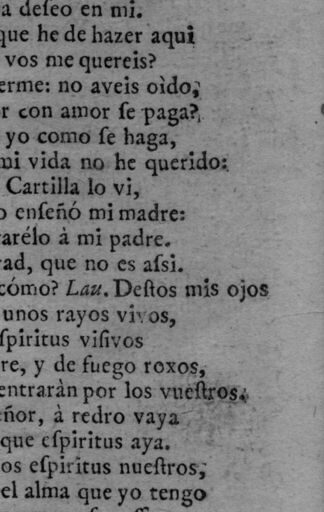 a deſeo en mi.
que he de hazer aqui
vos me quereis?
erme: no aveis oìdo,
r con amor ſe paga?
yo como ſe haga,
mi vida no he querido:
Cartilla lo vi,
o enſeñó mi madre:
arélo à mi padre.
ad, que no es aſsi.
cómo? Lau. Deſtos mis ojos
unos rayos vivos,
ſpiritus viſivos
re, y de fuego roxos,
entraràn por los vueſtros.
eñor, à redro vaya
que eſpiritus aya.
os eſpiritus nueſtros,
el alma que yo tengo